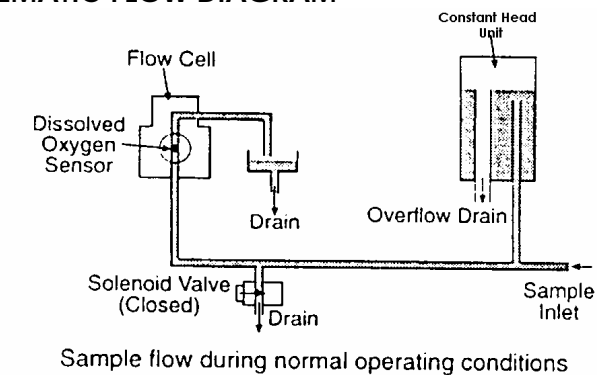 Constant Head
Unit
Flow Cell
Dissolved
Oxygen
Sensor
Drain
Overflow Drain
Solenoid Valve
(Closed)
Drain
Sample
Inlet
Sample flow during normal operating conditions